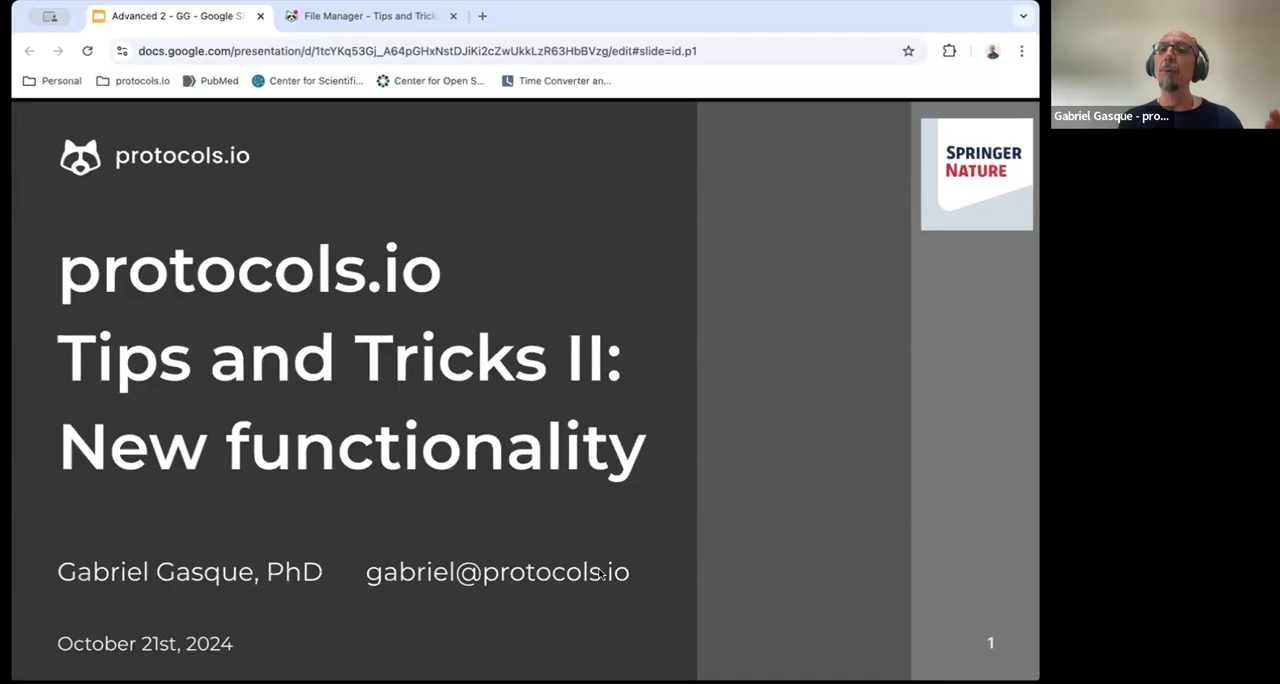 Advanced 2 - GG - Google Sl
File Manager - Tips and Trick
docs.google.com/presentation/d/1tcYKq53Gj_A64pGHxNstDJiKi2cZwUkkLzR63HbBVzg/edit#slide=id.p1
Personal
protocols.io
PubMed
Center for Scientifi...
Center for Open S...
Time Converter an...
Gabriel Gasque - pro...
protocols.io
SPRINGER
NATURE
protocols.io
Tips and Tricks II:
New functionality
Gabriel Gasque, PhD gabriel@protocols.io
October 21st, 2024
1